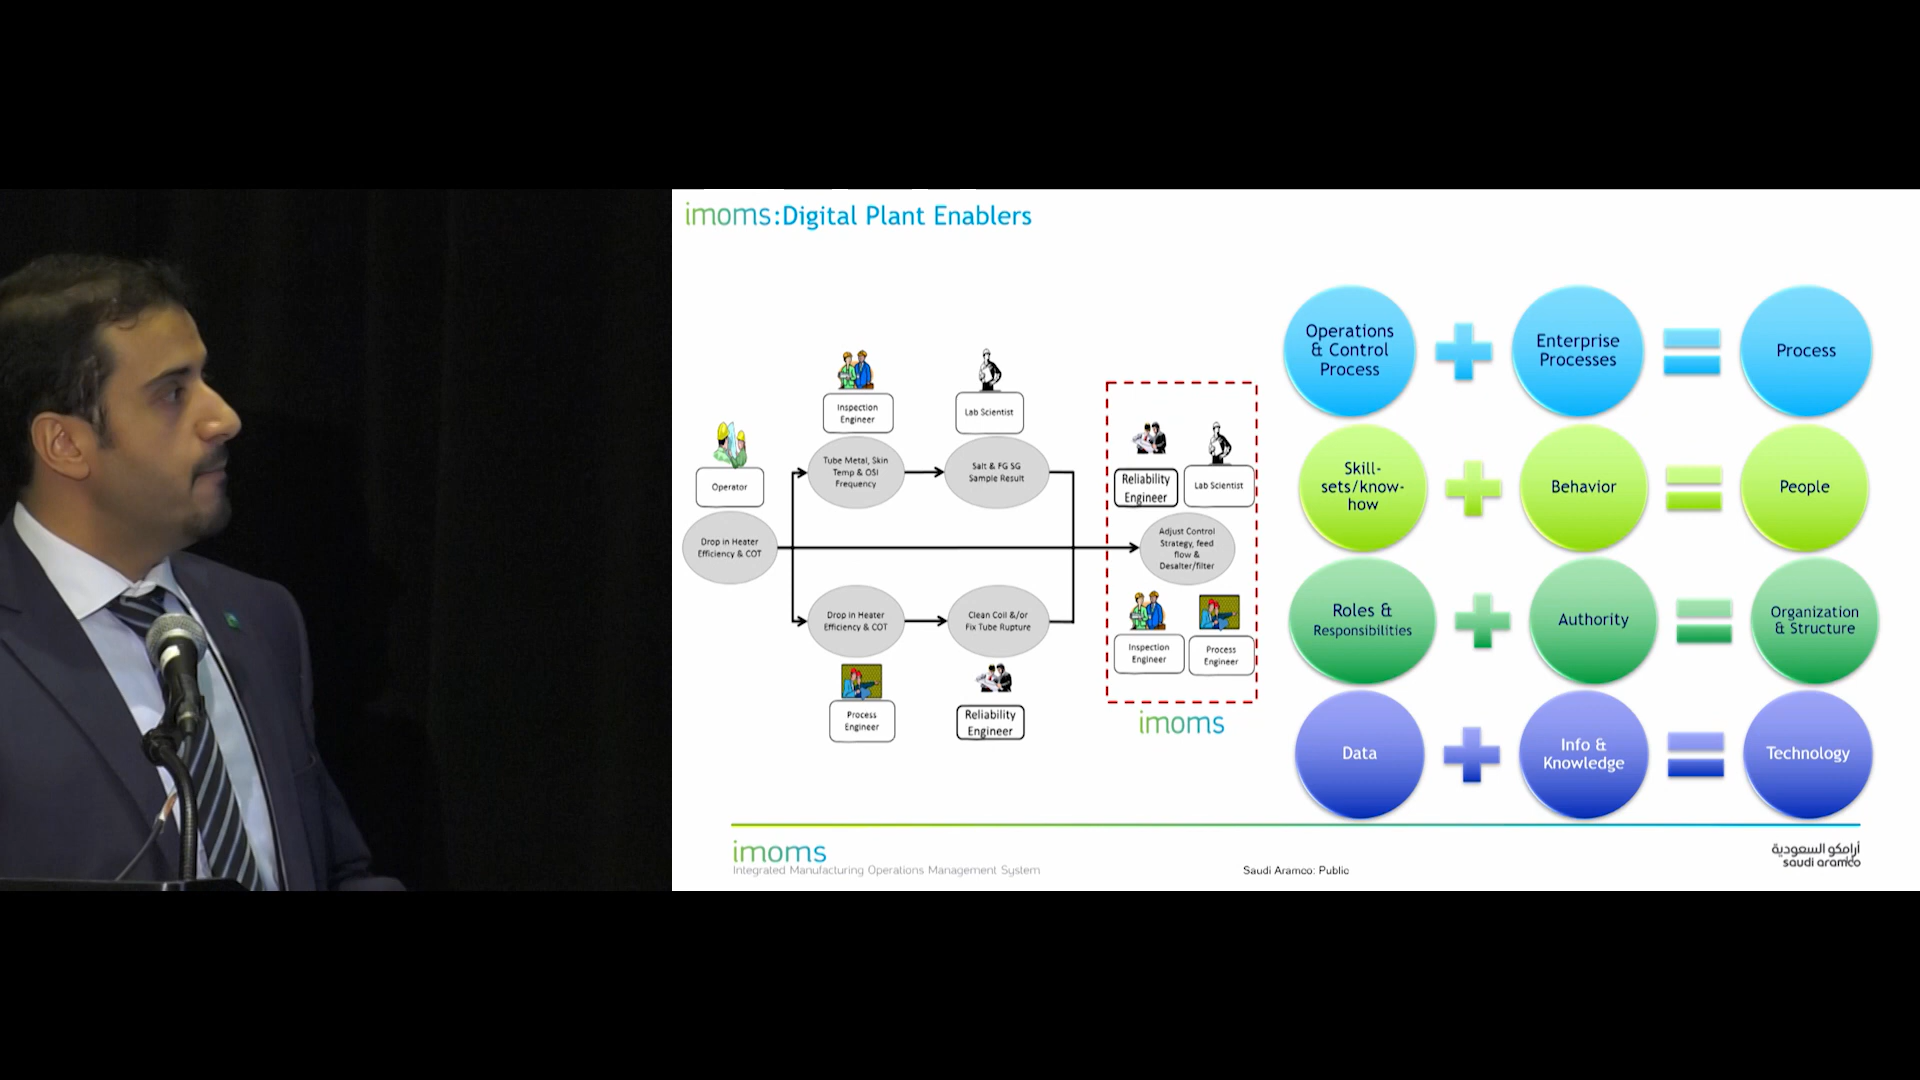 imoms:Digital Plant Enablers
Inspection
Engineer
Lab Scientist
Operator
Tube Metal, Skin
Temp & OSI
Frequency
Salt & FG SG
Sample Result
Drop in Heater
Efficiency & COT
Drop in Heater
Efficiency & COT
Clean Coil &/or
Fix Tube Rupture
Process
Engineer
Reliability
Engineer
Reliability
Engineer
Lab Scientist
Adjust Control
Strategy, feed
flow &
Desalter/filter
Inspection
Engineer
Process
Engineer
imoms
Operations
& Control
Process
Enterprise
Processes
Process
Skill-
sets/know-
how
Behavior
People
Roles &
Responsibilities
Authority
Organization
& Structure
Data
Info &
Knowledge
Technology
imoms
Integrated Manufacturing Operations Management System
Saudi Aramco: Public
أرامكو السعودية
saudi aramco